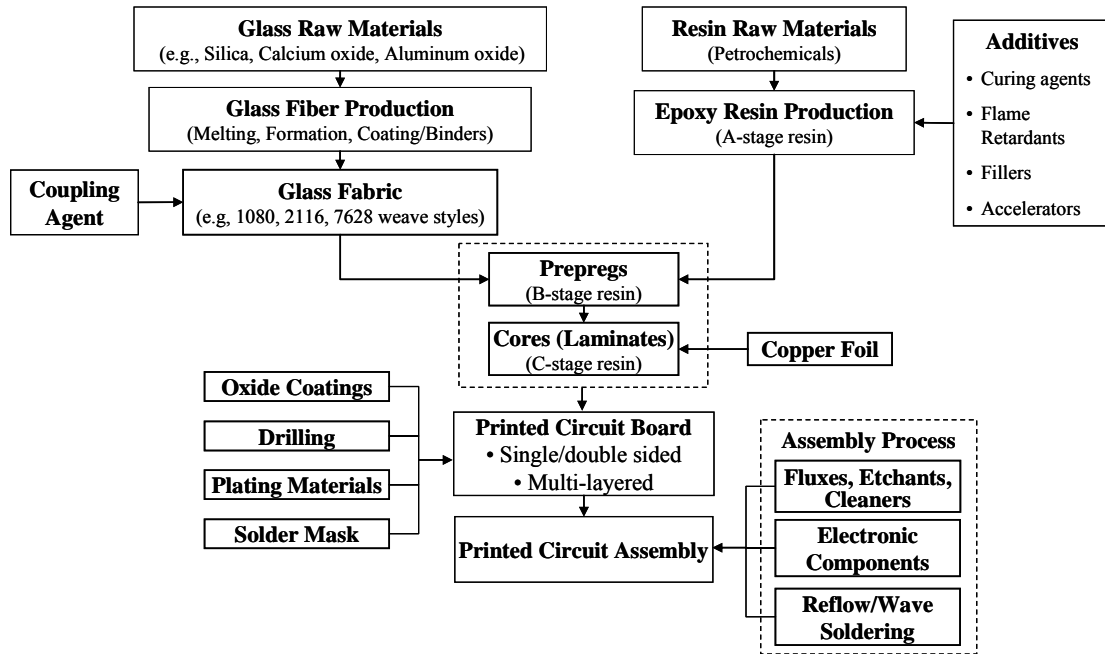 Glass Raw Materials
(e.g., Silica, Calcium oxide, Aluminum oxide)
Resin Raw Materials
(Petrochemicals)
Additives
• Curing agents
• Flame
Retardants
• Fillers
• Accelerators
Glass Fiber Production
(Melting, Formation, Coating/Binders)
Epoxy Resin Production
(A-stage resin)
Coupling
Agent
Glass Fabric
(e.g, 1080, 2116, 7628 weave styles)
Prepregs
(B-stage resin)
Cores (Laminates)
(C-stage resin)
Copper Foil
Oxide Coatings
Drilling
Plating Materials
Solder Mask
Printed Circuit Board
• Single/double sided
• Multi-layered
Printed Circuit Assembly
Assembly Process
Fluxes, Etchants,
Cleaners
Electronic
Components
Reflow/Wave
Soldering